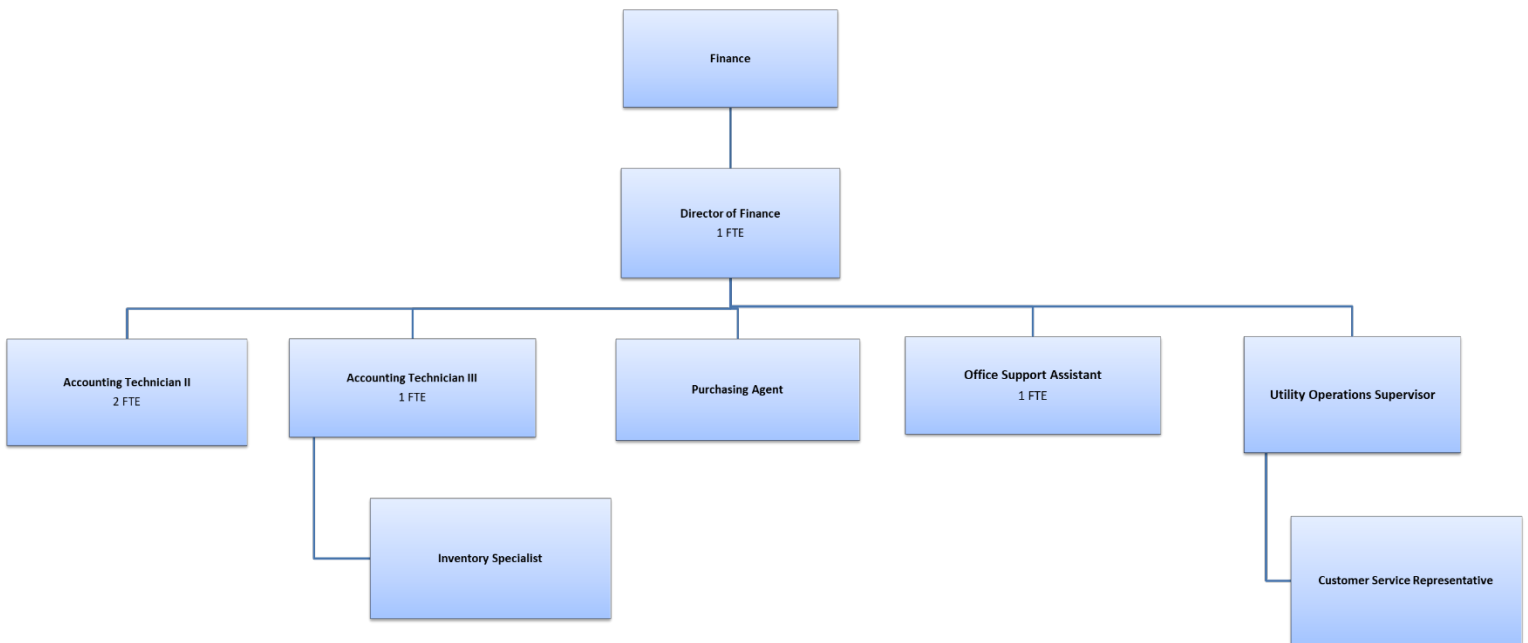 Finance
Director of Finance
1 FTE
Accounting Technician II
2 FTE
Accounting Technician III
1 FTE
Purchasing Agent
Office Support Assistant
1 FTE
Utility Operations Supervisor
Inventory Specialist
Customer Service Representative